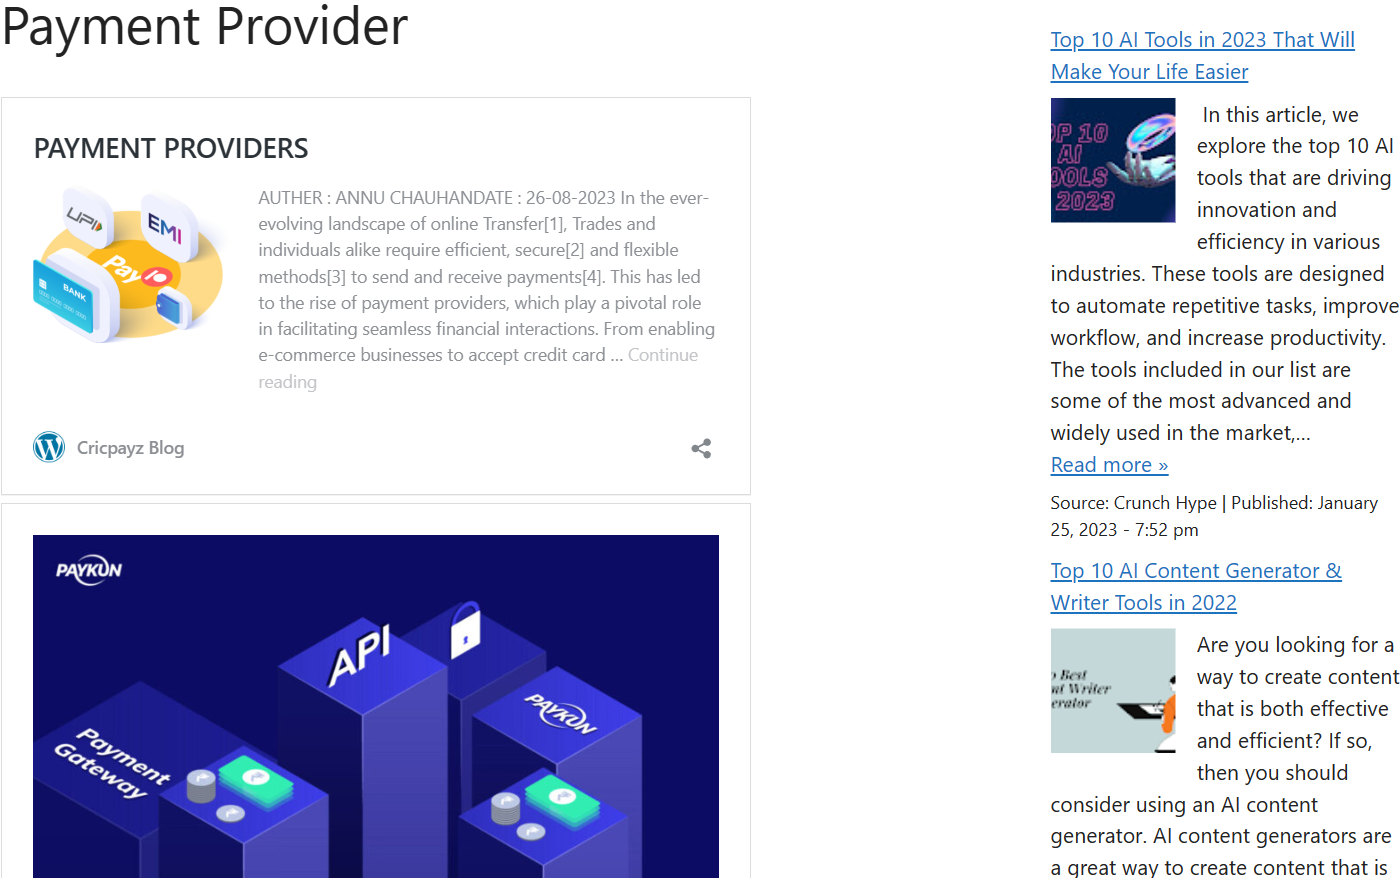 Payment Provider
PAYMENT PROVIDERS
UPI
EMI
Pay10
BANK
AUTHER : ANNU CHAUHANDATE : 26-08-2023 In the ever-
evolving landscape of online Transfer[1], Trades and
individuals alike require efficient, secure[2] and flexible
methods[3] to send and receive payments[4]. This has led
to the rise of payment providers, which play a pivotal role
in facilitating seamless financial interactions. From enabling
e-commerce businesses to accept credit card ... Continue
reading
Cricpayz Blog
PAYKUN
API
PAYKUN
Payment
Gateway
Top 10 AI Tools in 2023 That Will
Make Your Life Easier
OP 10
AI
OOLS
2023
In this article, we
explore the top 10 AI
tools that are driving
innovation and
efficiency in various
industries. These tools are designed
to automate repetitive tasks, improve
workflow, and increase productivity.
The tools included in our list are
some of the most advanced and
widely used in the market,...
Read more »
Source: Crunch Hype | Published: January
25, 2023 - 7:52 pm
Top 10 AI Content Generator &
Writer Tools in 2022
Best
nt Writer
erator
Are you looking for a
way to create content
that is both effective
and efficient? If so,
then you should
consider using an AI content
generator. AI content generators are
a great way to create content that is